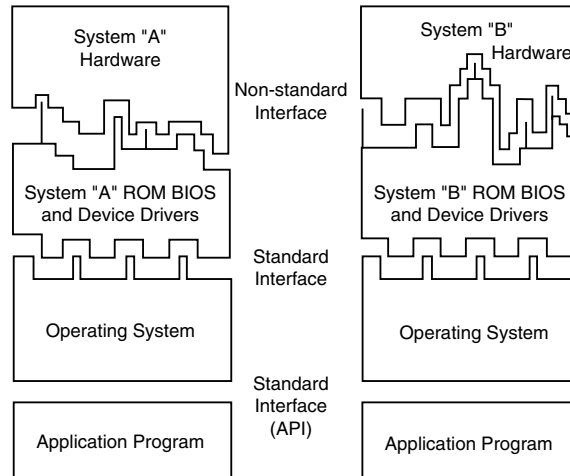 System "A"
Hardware
System "A" ROM BIOS
and Device Drivers
Operating System
Application Program
Non-standard
Interface
Standard
Interface
Standard
Interface
(API)
System "B"
Hardware
System "B" ROM BIOS
and Device Drivers
Operating System
Application Program